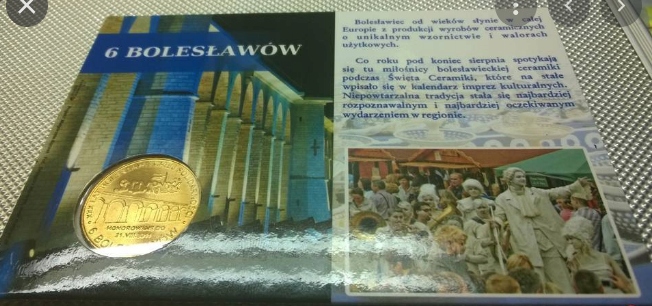 6 BOLESŁAWÓW
Bolesławiec od wieków słynie w całej
Europie z produkcji wyrobów ceramicznych
o unikalnym wzornictwie i walorach
użytkowych.
Co roku pod koniec sierpnia spotykają
się tu miłośnicy bolesławieckiej ceramiki
podczas Święta Ceramiki, które na stałe
wpisało się w kalendarz imprez kulturalnych.
Niepowtarzalna tradycja stała się najbardziej
rozpoznawalnym i najbardziej oczekiwanym
wydarzeniem w regionie.
6 BOLESŁAWÓW